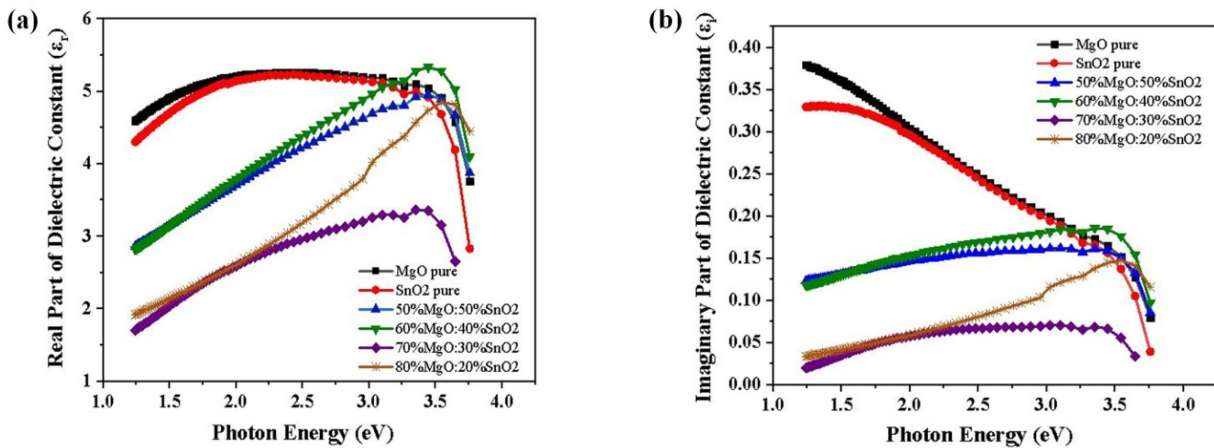 (a)
Real Part of Dielectric Constant (εr)
6
5
4
3
2
1
1.0 1.5 2.0 2.5 3.0 3.5 4.0
Photon Energy (eV)
MgO pure
SnO2 pure
50%MgO:50%SnO2
60%MgO:40%SnO2
70%MgO:30%SnO2
80%MgO:20%SnO2
(b)
Imaginary Part of Dielectric Constant (εi)
0.40
0.35
0.30
0.25
0.20
0.15
0.10
0.05
0.00
1.0 1.5 2.0 2.5 3.0 3.5 4.0
Photon Energy (eV)
MgO pure
SnO2 pure
50%MgO:50%SnO2
60%MgO:40%SnO2
70%MgO:30%SnO2
80%MgO:20%SnO2